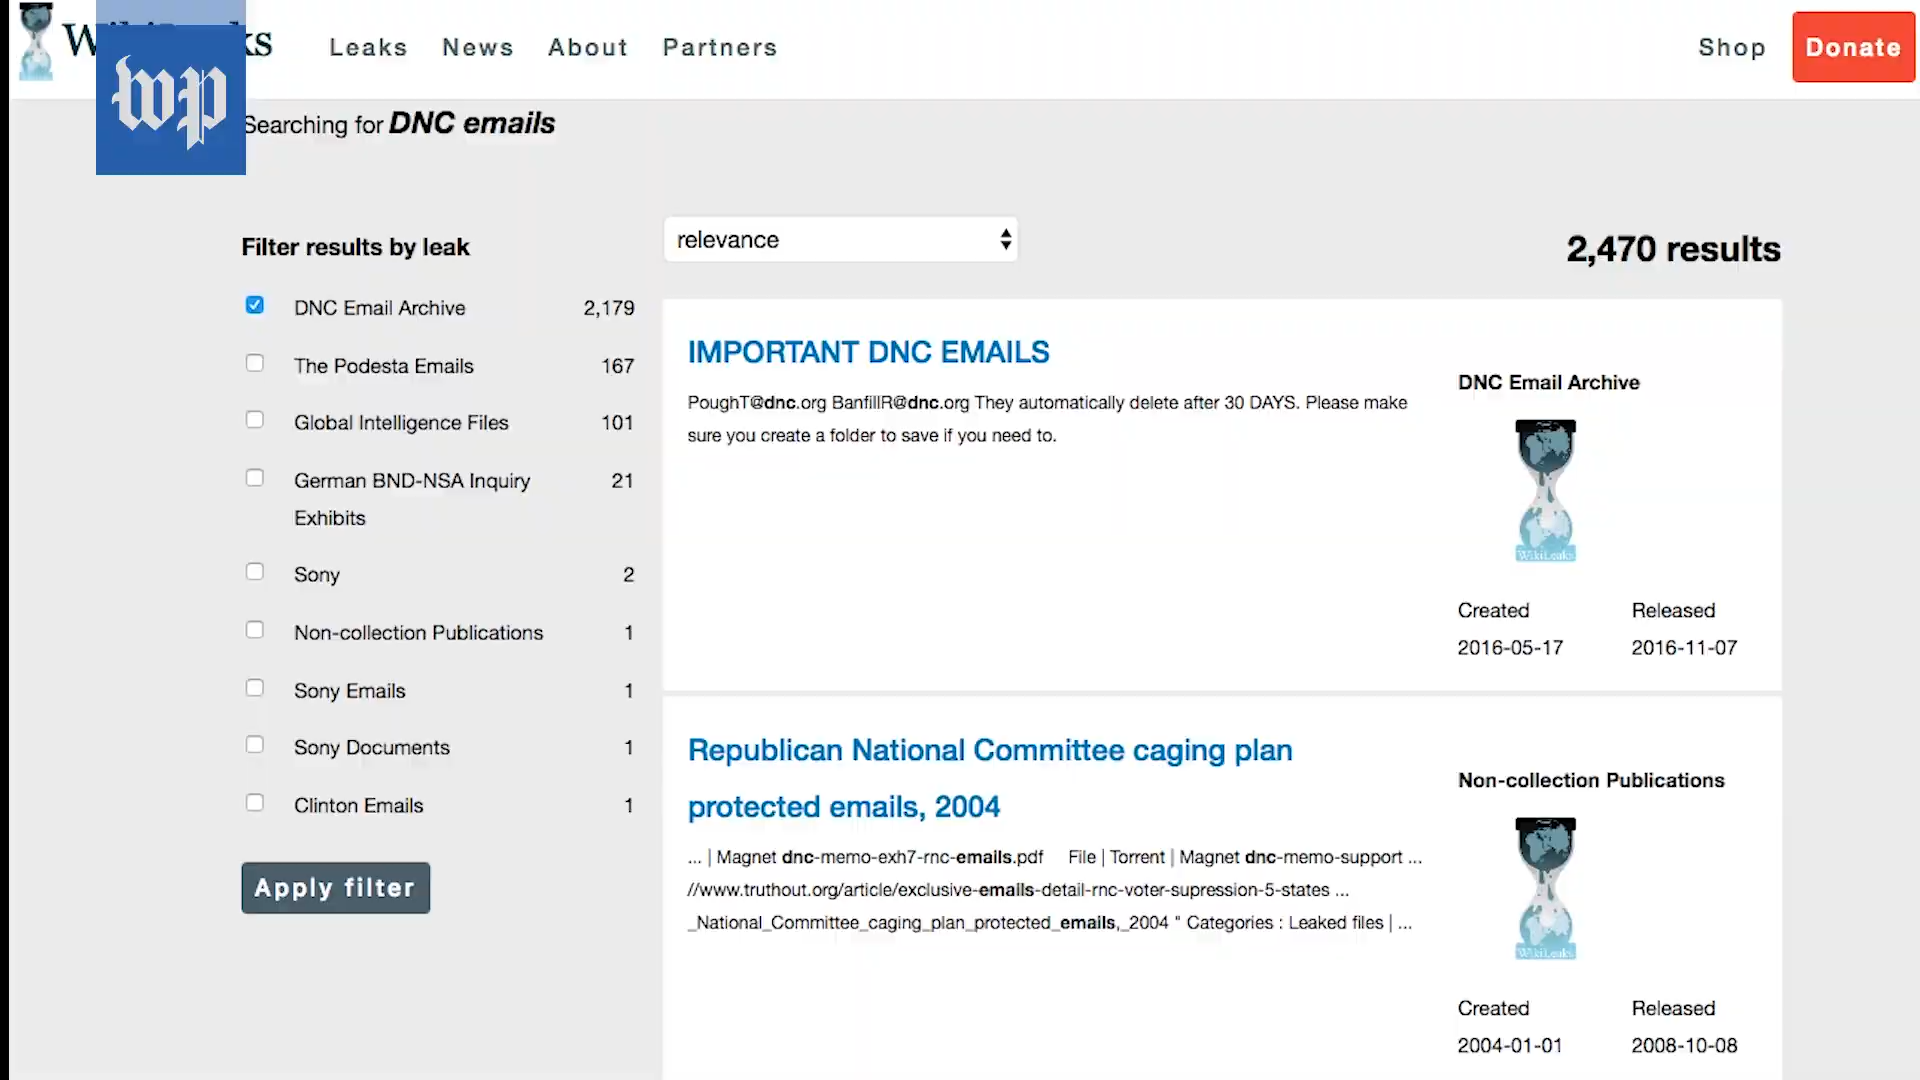 WikiLeaks
wp
Leaks News About Partners
Shop
Donate
Searching for DNC emails
Filter results by leak
relevance
2,470 results
DNC Email Archive 2,179
The Podesta Emails 167
Global Intelligence Files 101
German BND-NSA Inquiry
Exhibits 21
Sony 2
Non-collection Publications 1
Sony Emails 1
Sony Documents 1
Clinton Emails 1
Apply filter
IMPORTANT DNC EMAILS
PoughT@dnc.org BanfillR@dnc.org They automatically delete after 30 DAYS. Please make
sure you create a folder to save if you need to.
DNC Email Archive
WikiLeaks
Created Released
2016-05-17 2016-11-07
Republican National Committee caging plan
protected emails, 2004
... | Magnet dnc-memo-exh7-rnc-emails.pdf File | Torrent | Magnet dnc-memo-support ...
//www.truthout.org/article/exclusive-emails-detail-rnc-voter-supression-5-states ...
_National_Committee_caging_plan_protected_emails,_2004 " Categories : Leaked files | ...
Non-collection Publications
WikiLeaks
Created Released
2004-01-01 2008-10-08